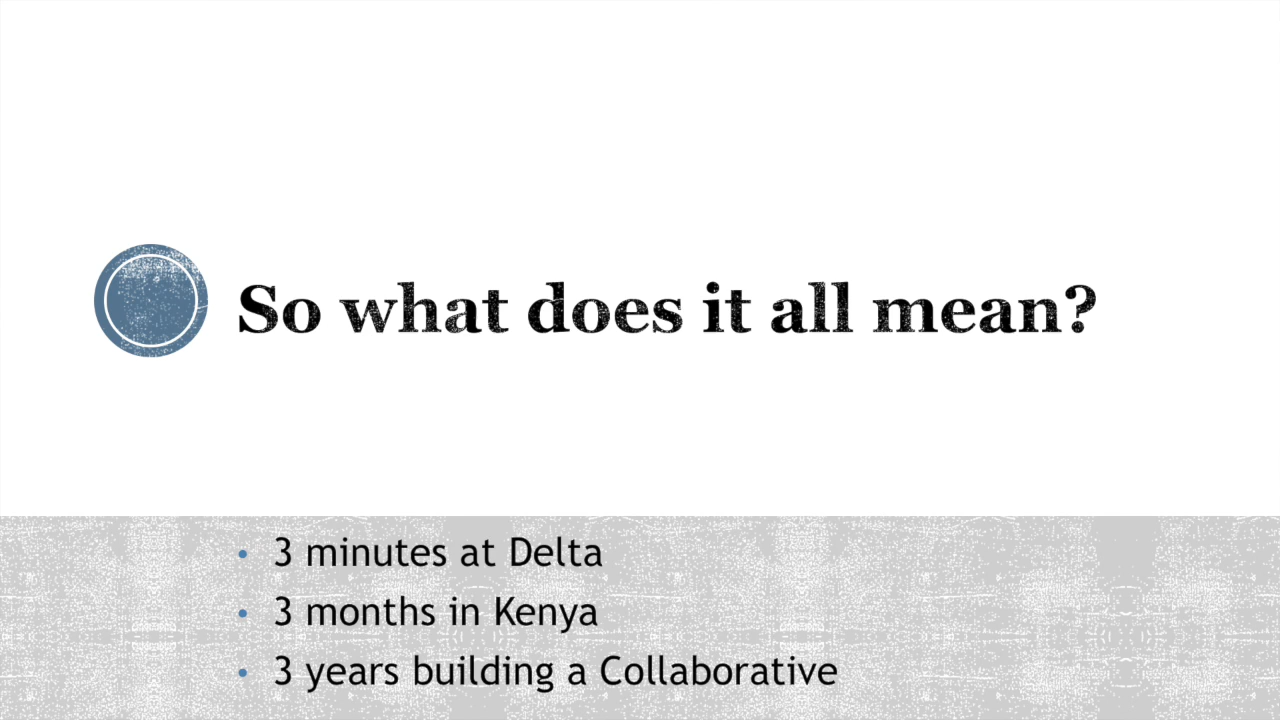 So what does it all mean?
• 3 minutes at Delta
• 3 months in Kenya
• 3 years building a Collaborative